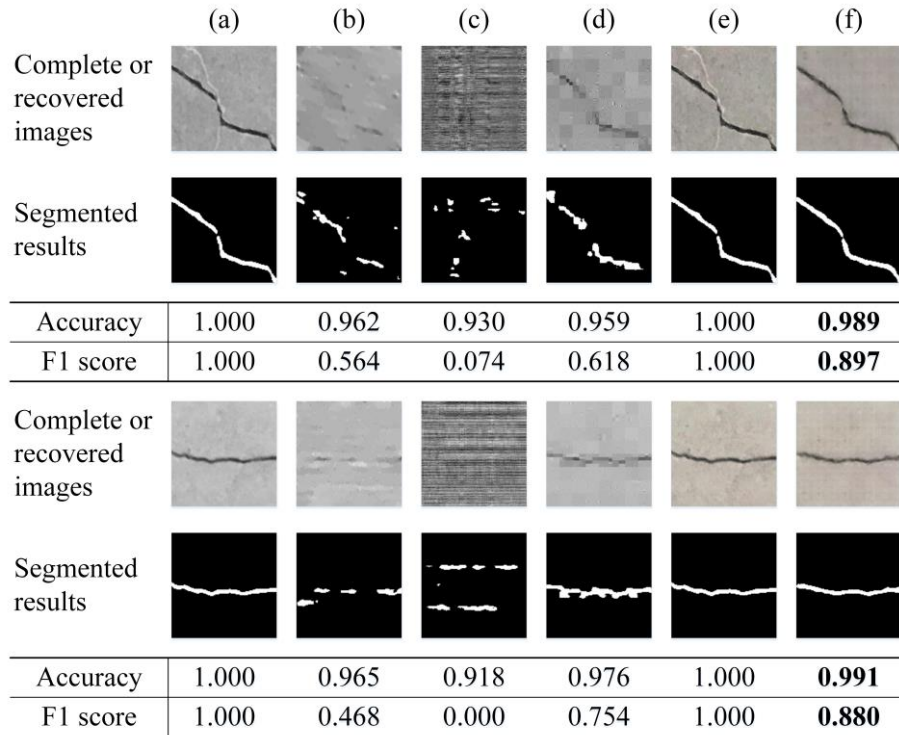 (a) (b) (c) (d) (e) (f)
Complete or
recovered
images
Segmented
results
Accuracy 1.000 0.962 0.930 0.959 1.000 0.989
F1 score 1.000 0.564 0.074 0.618 1.000 0.897
Complete or
recovered
images
Segmented
results
Accuracy 1.000 0.965 0.918 0.976 1.000 0.991
F1 score 1.000 0.468 0.000 0.754 1.000 0.880